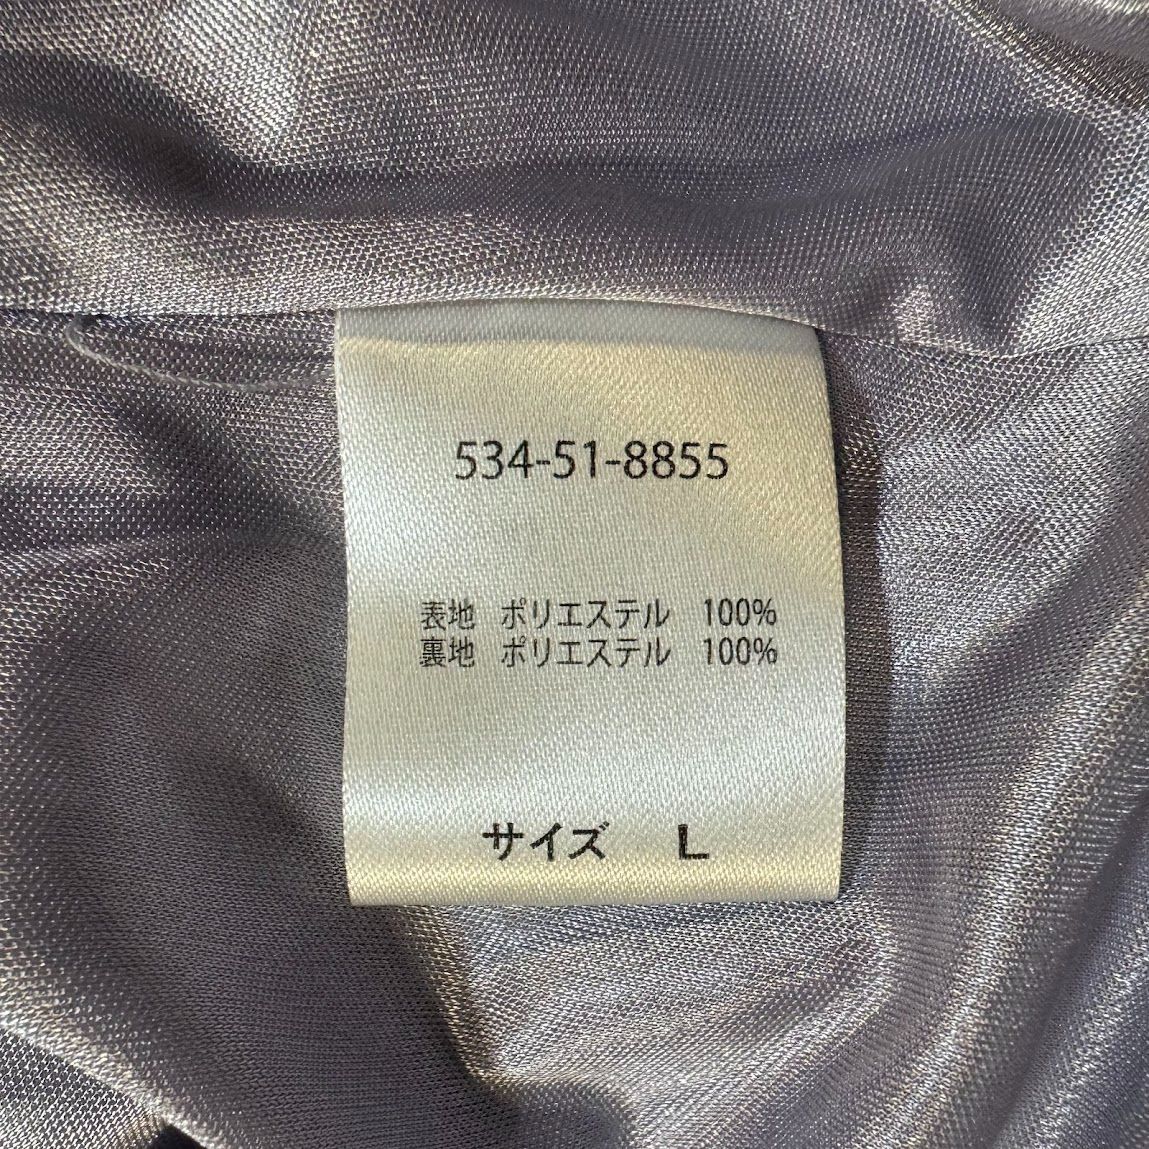 534-51-8855
表地 ポリエステル 100%
裏地 ポリエステル 100%
サイズ L